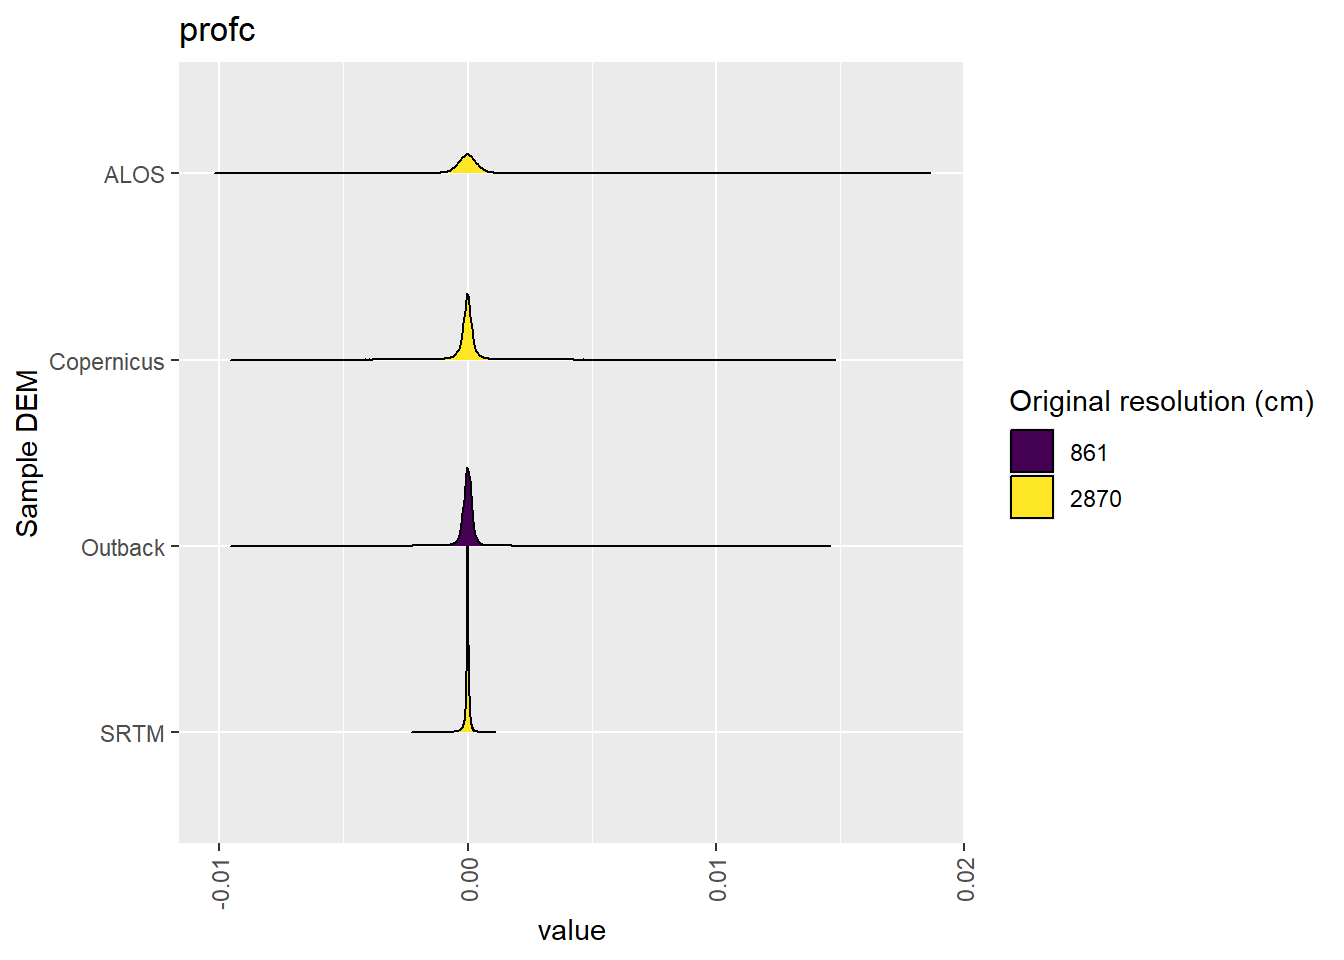 profc
ALOS
Copernicus
Outback
SRTM
Sample DEM
-0.01
0.00
0.01
0.02
value
Original resolution (cm)
861
2870